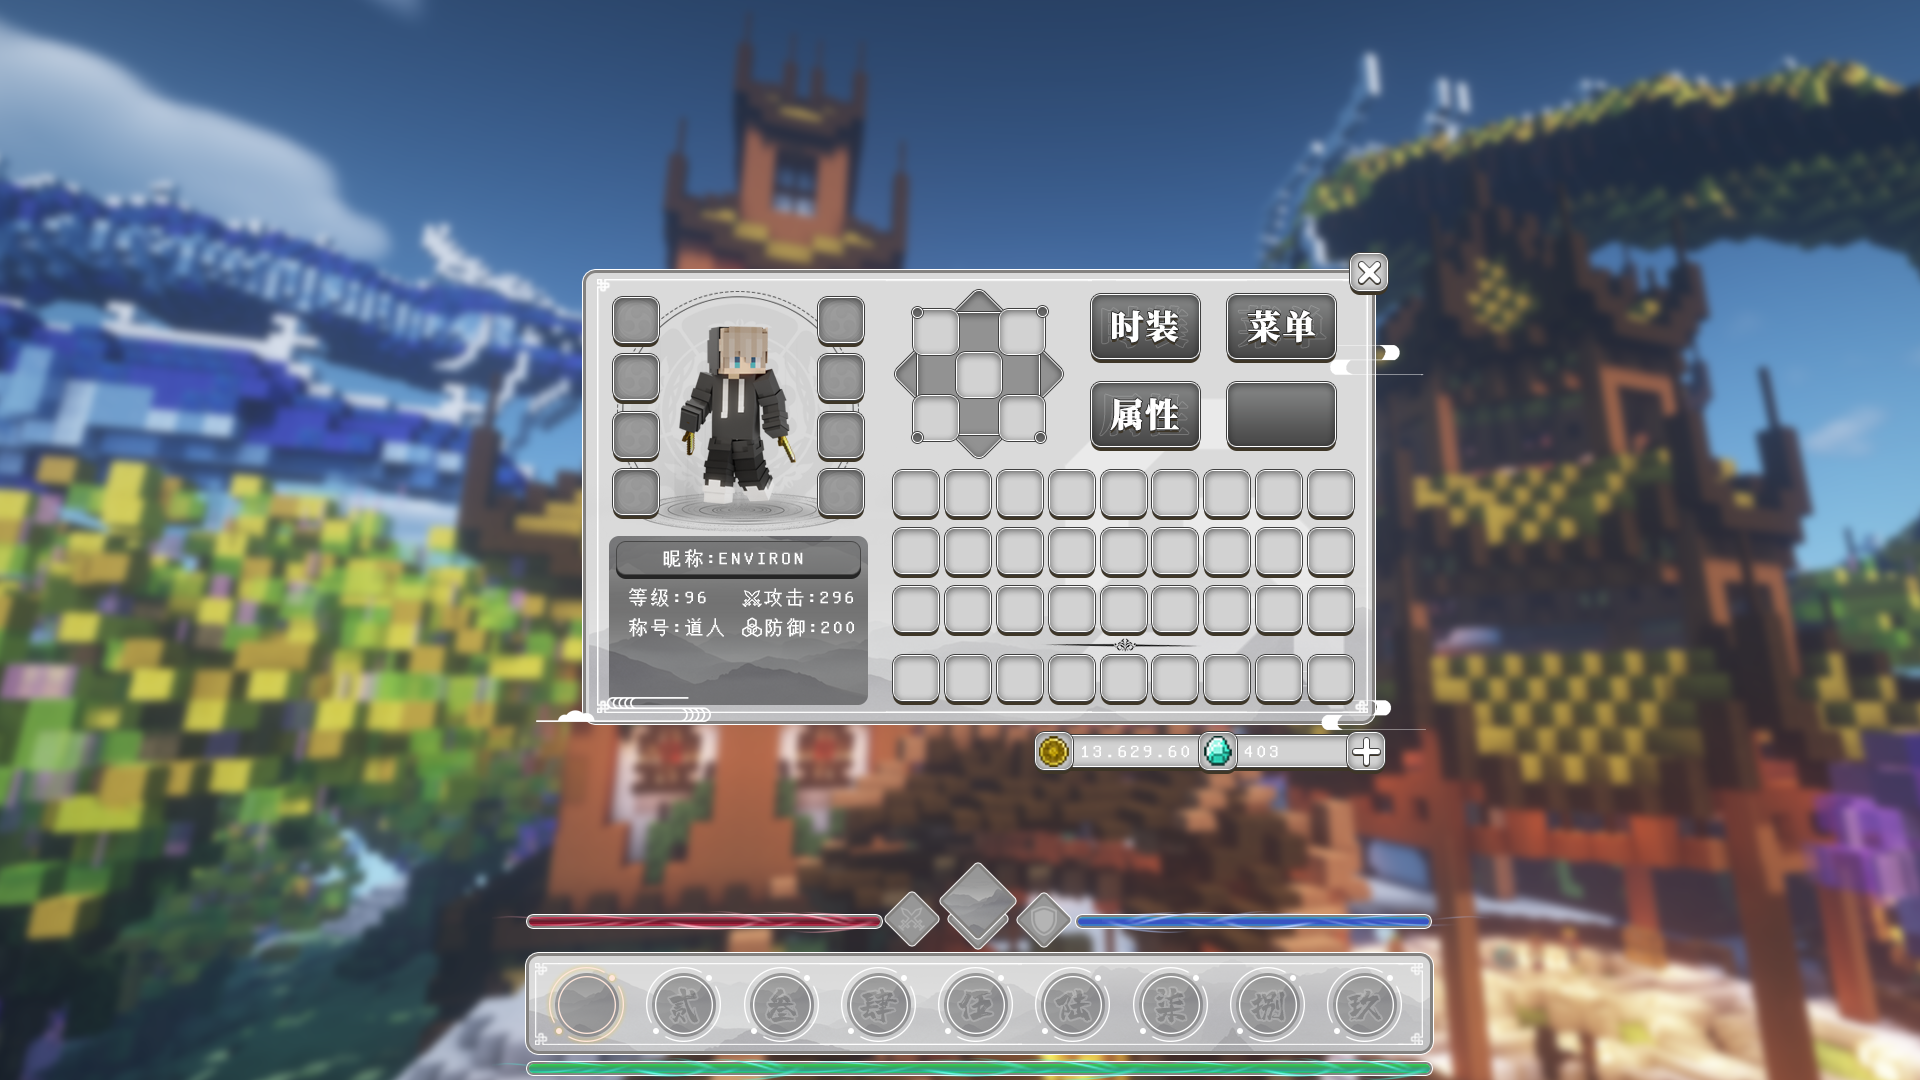 时装
菜单
属性
昵称:ENVIRON
等级:96
攻击:296
称号:道人
防御:200
13.629.60
403
贰
叁
肆
伍
陆
柒
捌
玖